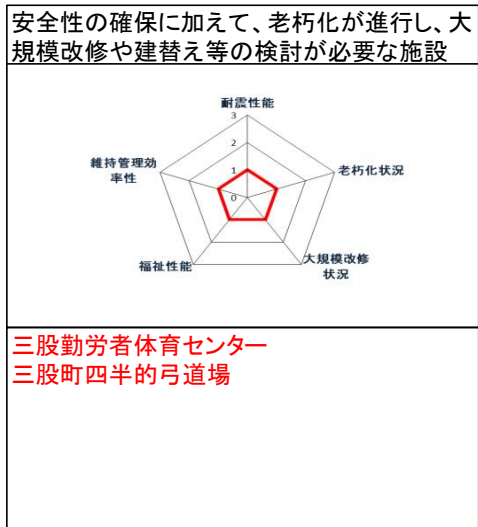 安全性の確保に加えて、老朽化が進行し、大
規模改修や建替え等の検討が必要な施設
耐震性能
3
2
1
0
維持管理効
率性
老朽化状況
福祉性能
大規模改修
状況
三股勤労者体育センター
三股町四半的弓道場